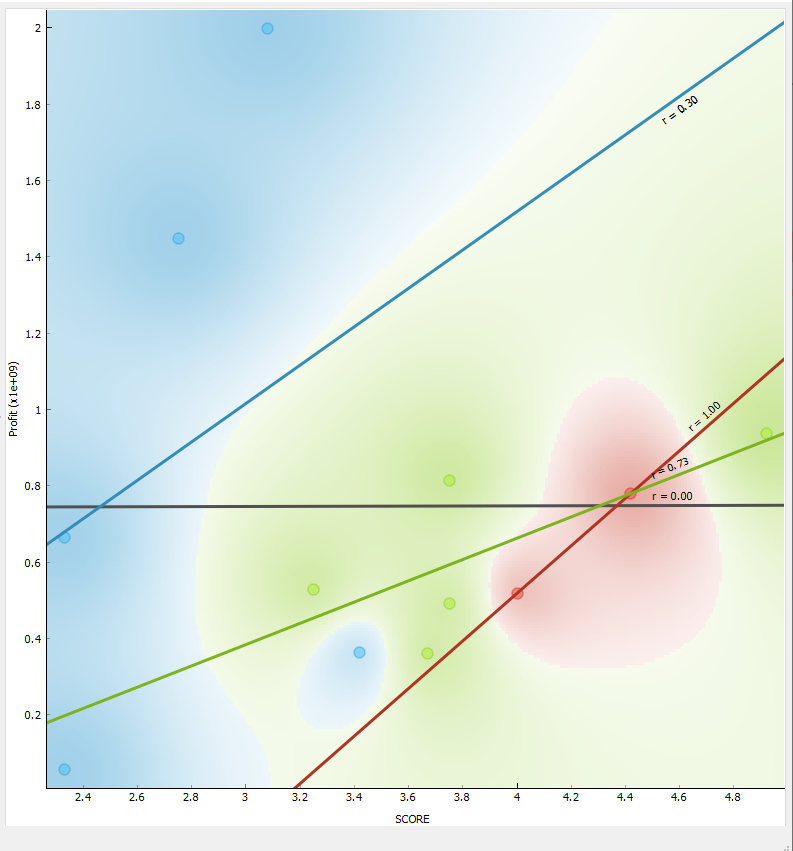 2
1.8
1.6
1.4
1.2
1
0.8
0.6
0.4
0.2
Profit (x1e+09)
r = 0.30
r = 1.00
r = 0.73
r = 0.00
2.4 2.6 2.8 3 3.2 3.4 3.6 3.8 4 4.2 4.4 4.6 4.8
SCORE